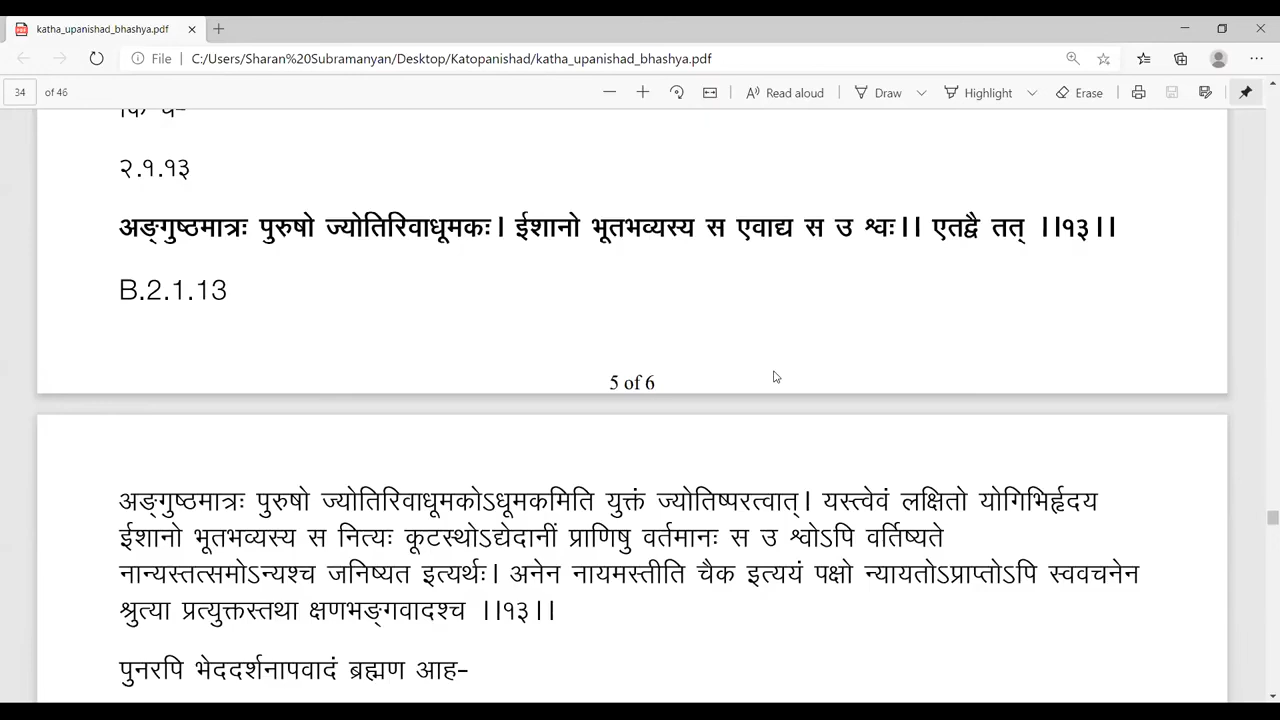 katha_upanishad_bhashya.pdf
File C:/Users/Sharan%20Subramanyan/Desktop/Katopanishad/katha_upanishad_bhashya.pdf
34 of 46 Read aloud Draw Highlight Erase
२.१.१३
अङ्गुष्ठमात्रः पुरुषो ज्योतिरिवाधूमकः। ईशानो भूतभव्यस्य स एवाद्य स उ श्वः।। एतद्वै तत् ।।१३।।
B.2.1.13
5 of 6
अङ्गुष्ठमात्रः पुरुषो ज्योतिरिवाधूमकोऽधूमकमिति युक्तं ज्योतिष्परत्वात्। यस्त्वेवं लक्षितो योगिभिर्हृदय
ईशानो भूतभव्यस्य स नित्यः कूटस्थोऽद्येदानीं प्राणिषु वर्तमानः स उ श्वोऽपि वर्तिष्यते
नान्यस्तत्समोऽन्यश्च जनिष्यत इत्यर्थः। अनेन नायमस्तीति चैक इत्ययं पक्षो न्यायतोऽप्राप्तोऽपि स्ववचनेन
श्रुत्या प्रत्युक्तस्तथा क्षणभङ्गवादश्च ।।१३।।
पुनरपि भेददर्शनापवादं ब्रह्मण आह-